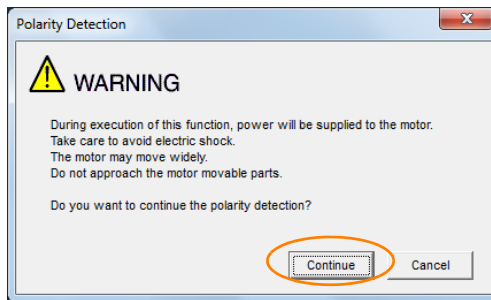 Polarity Detection
WARNING
During execution of this function, power will be supplied to the motor.
Take care to avoid electric shock.
The motor may move widely.
Do not approach the motor movable parts.
Do you want to continue the polarity detection?
Continue
Cancel